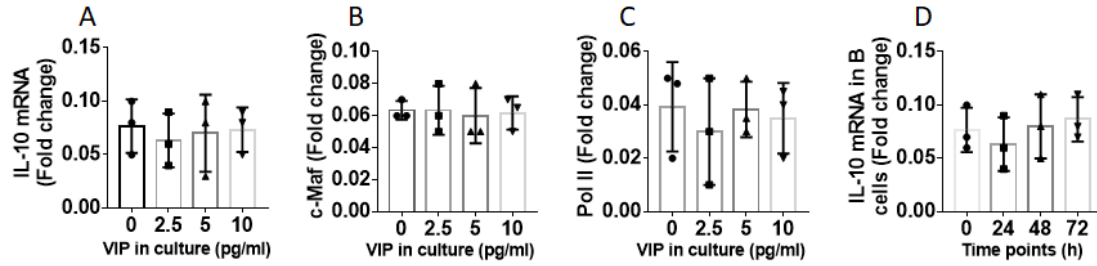 A
IL-10 mRNA
(Fold change)
0.15
0.10
0.05
0.00
0 2.5 5 10
VIP in culture (pg/ml)
B
c-Maf (Fold change)
0.10
0.08
0.06
0.04
0.02
0.00
0 2.5 5 10
VIP in culture (pg/ml)
C
Pol II (Fold change)
0.06
0.04
0.02
0.00
0 2.5 5 10
VIP in culture (pg/ml)
D
IL-10 mRNA in B
cells (Fold change)
0.15
0.10
0.05
0.00
0 24 48 72
Time points (h)